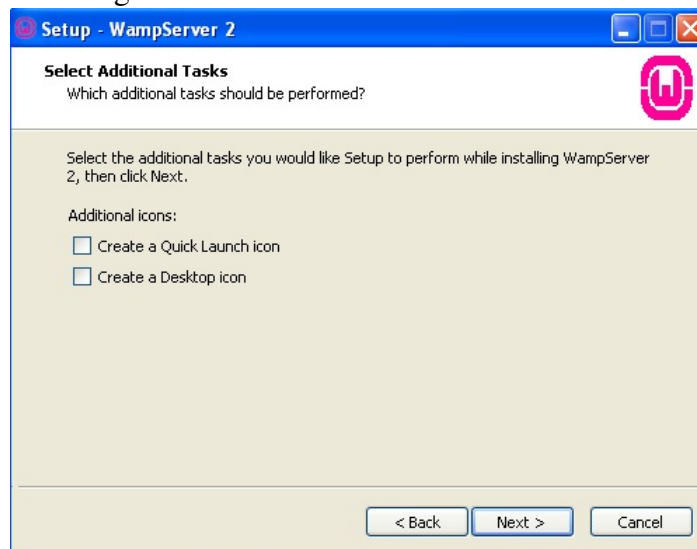 Setup - WampServer 2
Select Additional Tasks
Which additional tasks should be performed?
Select the additional tasks you would like Setup to perform while installing WampServer
2, then click Next.
Additional icons:
Create a Quick Launch icon
Create a Desktop icon
< Back Next > Cancel